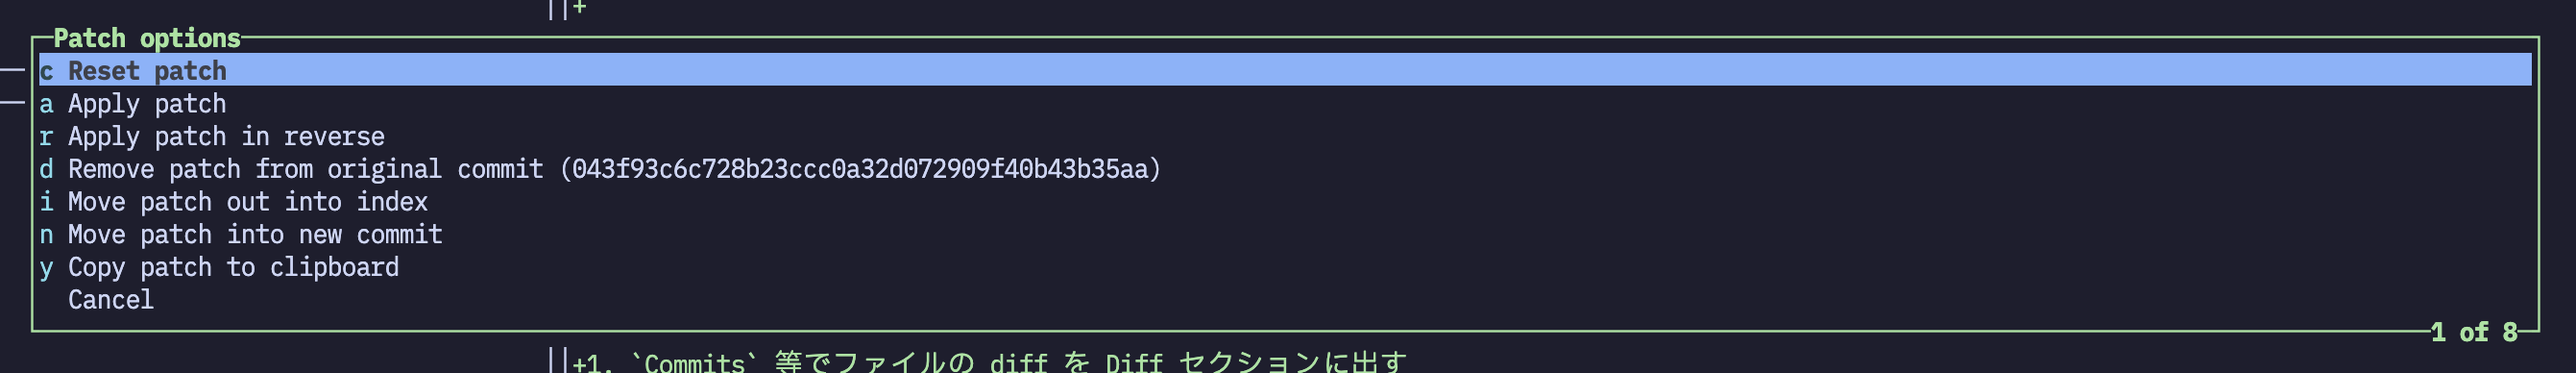 ||+
Patch options
c Reset patch
a Apply patch
r Apply patch in reverse
d Remove patch from original commit (043f93c6c728b23ccc0a32d072909f40b43b35aa)
i Move patch out into index
n Move patch into new commit
y Copy patch to clipboard
Cancel
1 of 8
||+1. `Commits` 等でファイルの diff を Diff セクションに出す